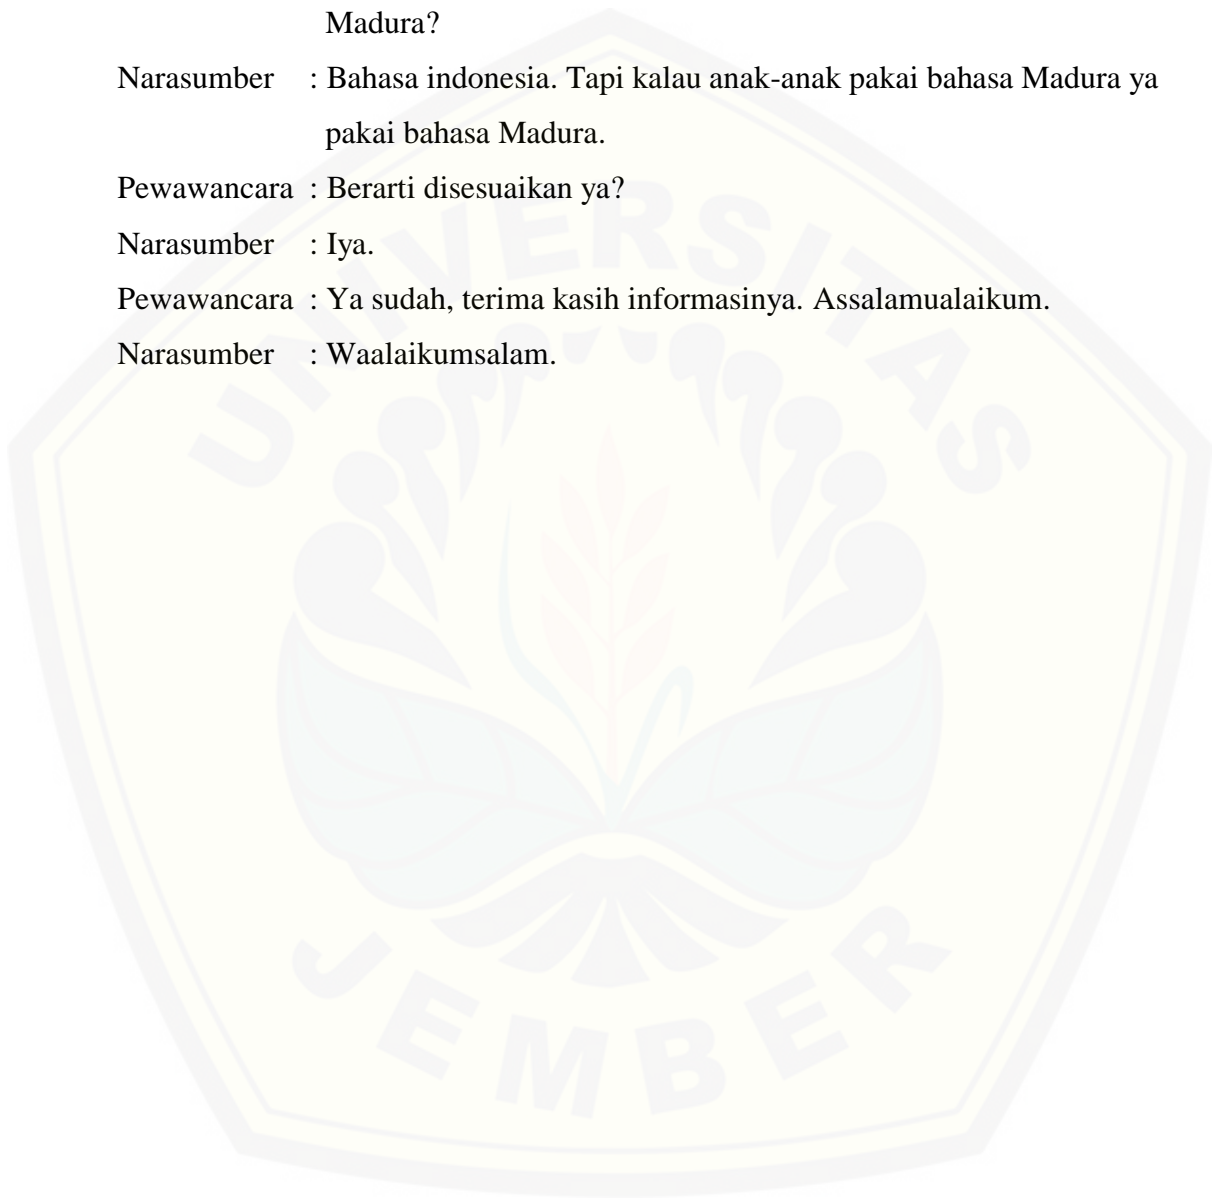 Madura?
Narasumber : Bahasa indonesia. Tapi kalau anak-anak pakai bahasa Madura ya
pakai bahasa Madura.
Pewawancara : Berarti disesuaikan ya?
Narasumber : Iya.
Pewawancara : Ya sudah, terima kasih informasinya. Assalamualaikum.
Narasumber : Waalaikumsalam.
UNIVERSITAS
JEMBER